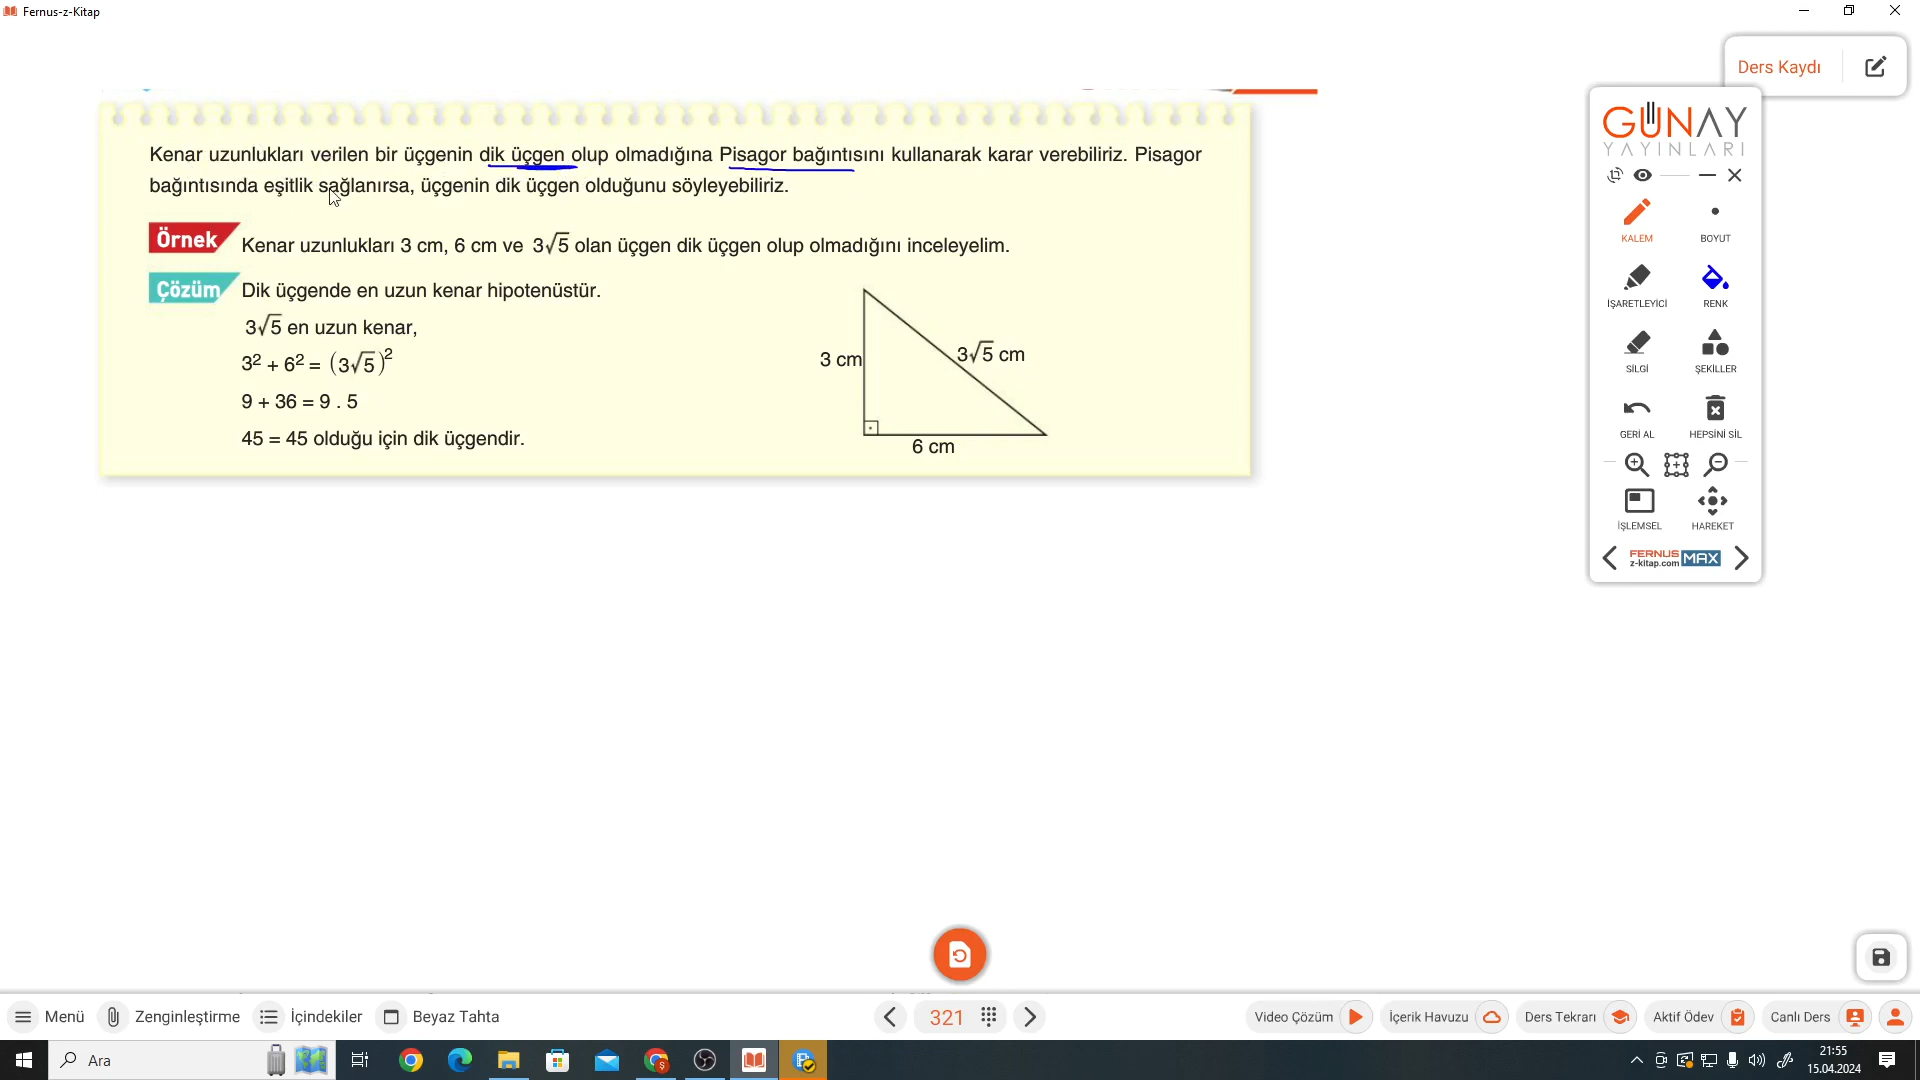 Fernus-z-Kitap
Ders Kaydı
GÜNAY
YAYINLARI
Kenar uzunlukları verilen bir üçgenin dik üçgen olup olmadığına Pisagor bağıntısını kullanarak karar verebiliriz. Pisagor
bağıntısında eşitlik sağlanırsa, üçgenin dik üçgen olduğunu söyleyebiliriz.
Örnek Kenar uzunlukları 3 cm, 6 cm ve 3√5 olan üçgen dik üçgen olup olmadığını inceleyelim.
Çözüm Dik üçgende en uzun kenar hipotenüstür.
3√5 en uzun kenar,
3² + 6² = (3√5)²
9 + 36 = 9 . 5
45 = 45 olduğu için dik üçgendir.
3 cm
3√5 cm
6 cm
KALEM BOYUT
İŞARETLEYİCİ RENK
SİLGİ ŞEKİLLER
GERİ AL HEPSİNİ SİL
İŞLEMSEL HAREKET
FERNUS MAX
z-kitap.com
Menü Zenginleştirme İçindekiler Beyaz Tahta 321 Video Çözüm İçerik Havuzu Ders Tekrarı Aktif Ödev Canlı Ders
Ara
21:55
15.04.2024